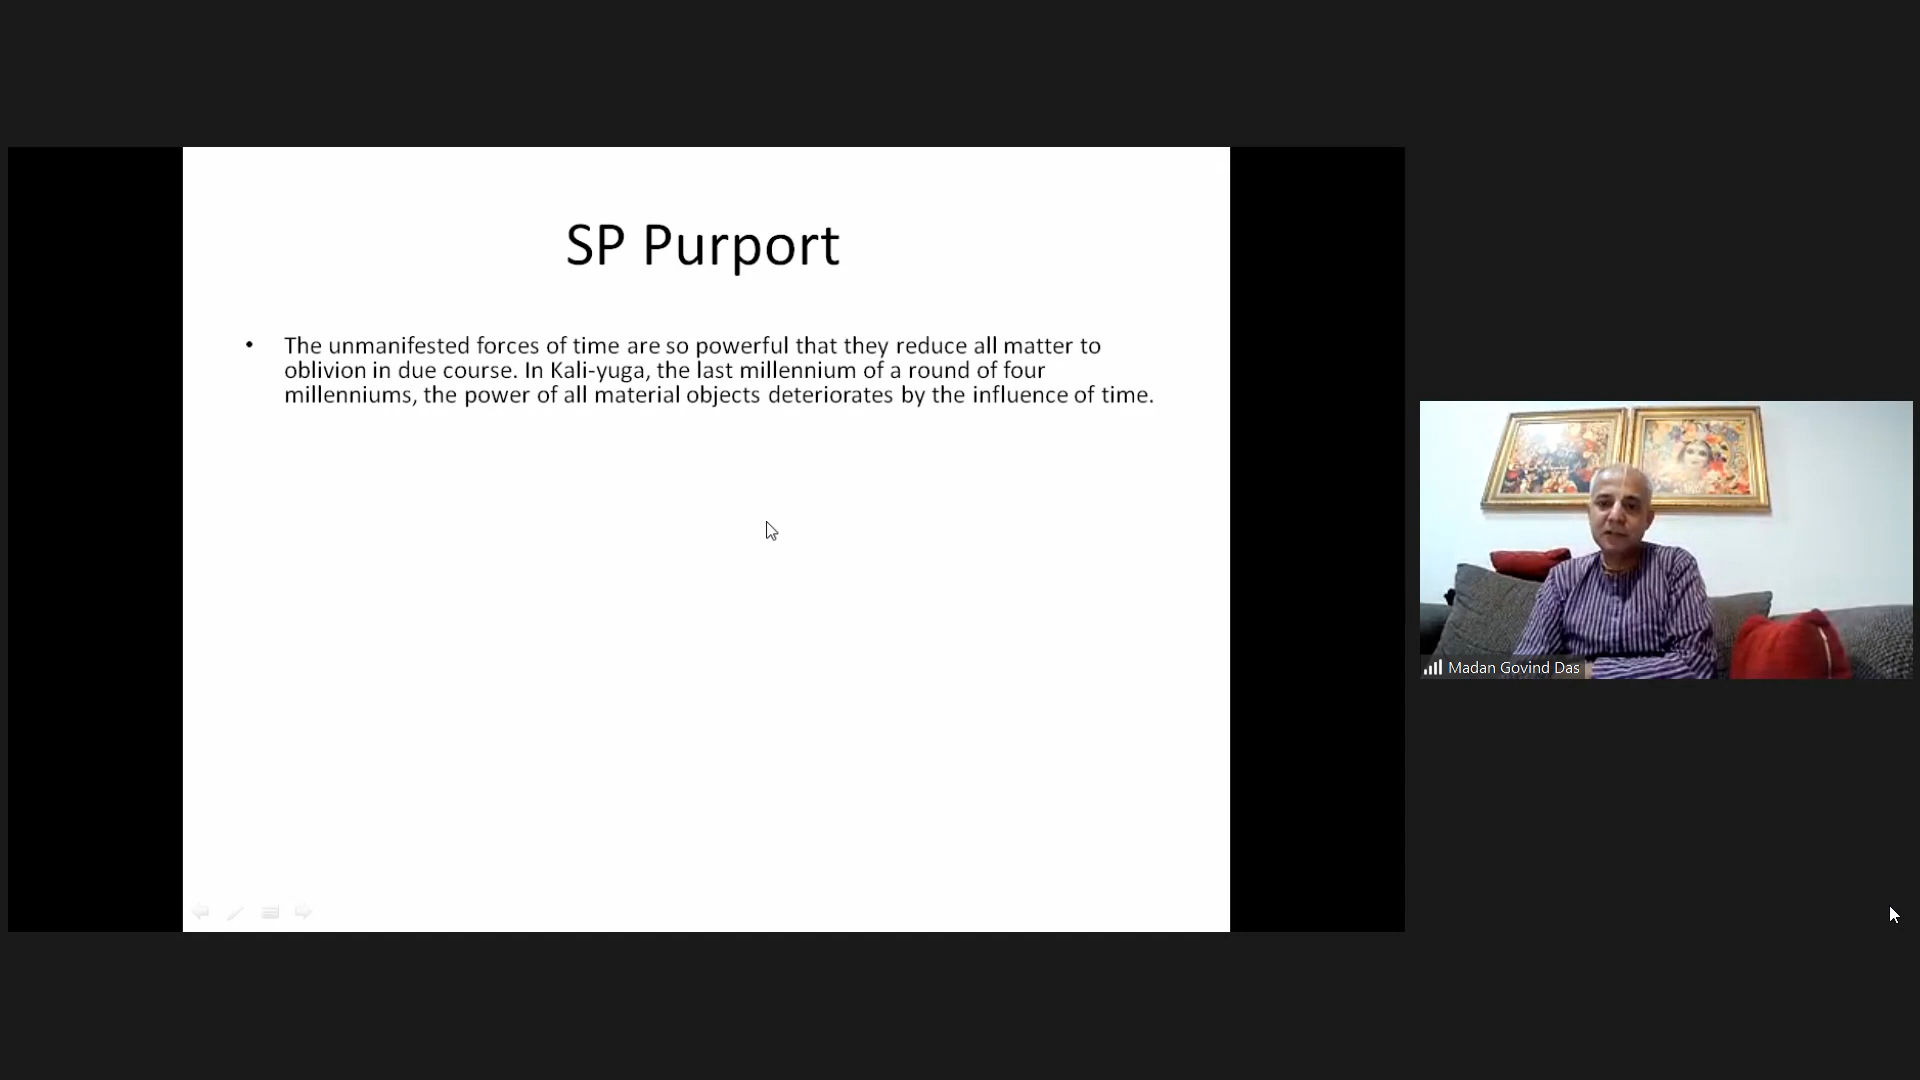 SP Purport
• The unmanifested forces of time are so powerful that they reduce all matter to
oblivion in due course. In Kali-yuga, the last millennium of a round of four
millenniums, the power of all material objects deteriorates by the influence of time.
Madan Govind Das